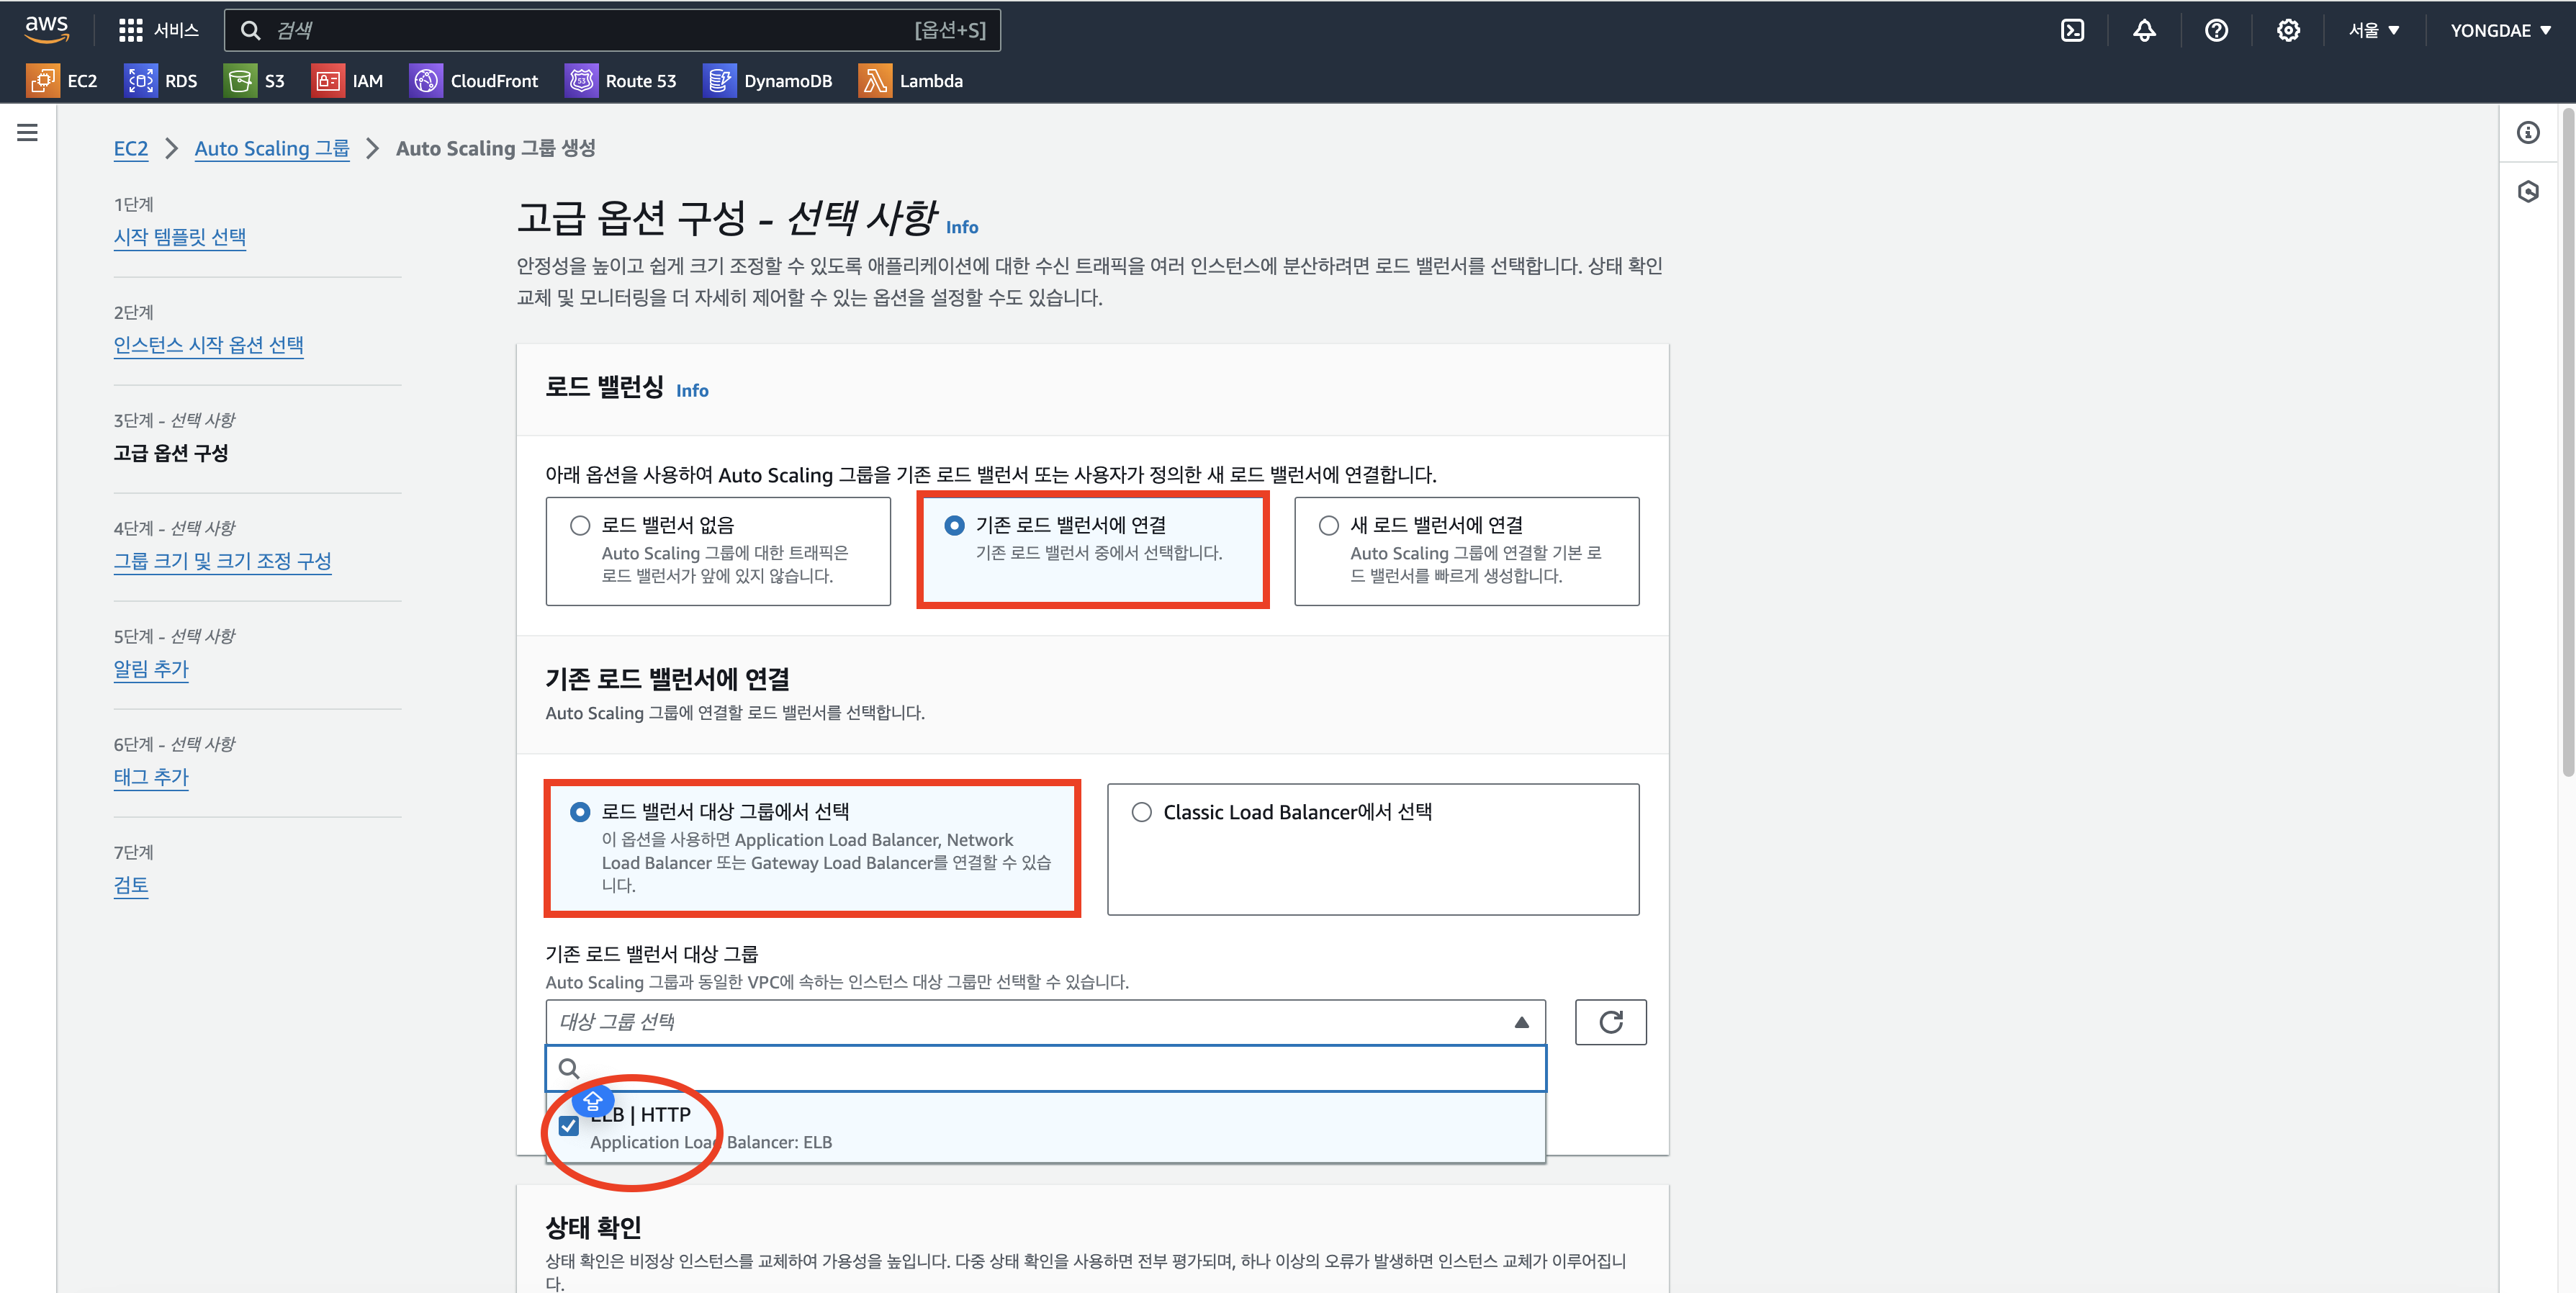 aws
서비스
검색
[옵션+S]
서울 ▼
YONGDAE ▼
EC2
RDS
S3
IAM
CloudFront
Route 53
DynamoDB
Lambda
EC2 > Auto Scaling 그룹 > Auto Scaling 그룹 생성
1단계
시작 템플릿 선택
2단계
인스턴스 시작 옵션 선택
3단계 - 선택 사항
고급 옵션 구성
4단계 - 선택 사항
그룹 크기 및 크기 조정 구성
5단계 - 선택 사항
알림 추가
6단계 - 선택 사항
태그 추가
7단계
검토
고급 옵션 구성 - 선택 사항 Info
안정성을 높이고 쉽게 크기 조정할 수 있도록 애플리케이션에 대한 수신 트래픽을 여러 인스턴스에 분산하려면 로드 밸런서를 선택합니다. 상태 확인
교체 및 모니터링을 더 자세히 제어할 수 있는 옵션을 설정할 수도 있습니다.
로드 밸런싱 Info
아래 옵션을 사용하여 Auto Scaling 그룹을 기존 로드 밸런서 또는 사용자가 정의한 새 로드 밸런서에 연결합니다.
로드 밸런서 없음
Auto Scaling 그룹에 대한 트래픽은
로드 밸런서가 앞에 있지 않습니다.
기존 로드 밸런서에 연결
기존 로드 밸런서 중에서 선택합니다.
새 로드 밸런서에 연결
Auto Scaling 그룹에 연결할 기본 로
드 밸런서를 빠르게 생성합니다.
기존 로드 밸런서에 연결
Auto Scaling 그룹에 연결할 로드 밸런서를 선택합니다.
로드 밸런서 대상 그룹에서 선택
이 옵션을 사용하면 Application Load Balancer, Network
Load Balancer 또는 Gateway Load Balancer를 연결할 수 있습
니다.
Classic Load Balancer에서 선택
기존 로드 밸런서 대상 그룹
Auto Scaling 그룹과 동일한 VPC에 속하는 인스턴스 대상 그룹만 선택할 수 있습니다.
대상 그룹 선택
ELB | HTTP
Application Load Balancer: ELB
상태 확인
상태 확인은 비정상 인스턴스를 교체하여 가용성을 높입니다. 다중 상태 확인을 사용하면 전부 평가되며, 하나 이상의 오류가 발생하면 인스턴스 교체가 이루어집니
다.